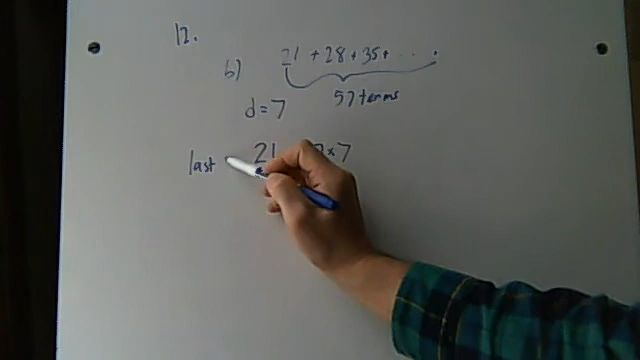 12.
b) 21 + 28 + 35 + . . . .
57 terms
d = 7
last 21 × 7